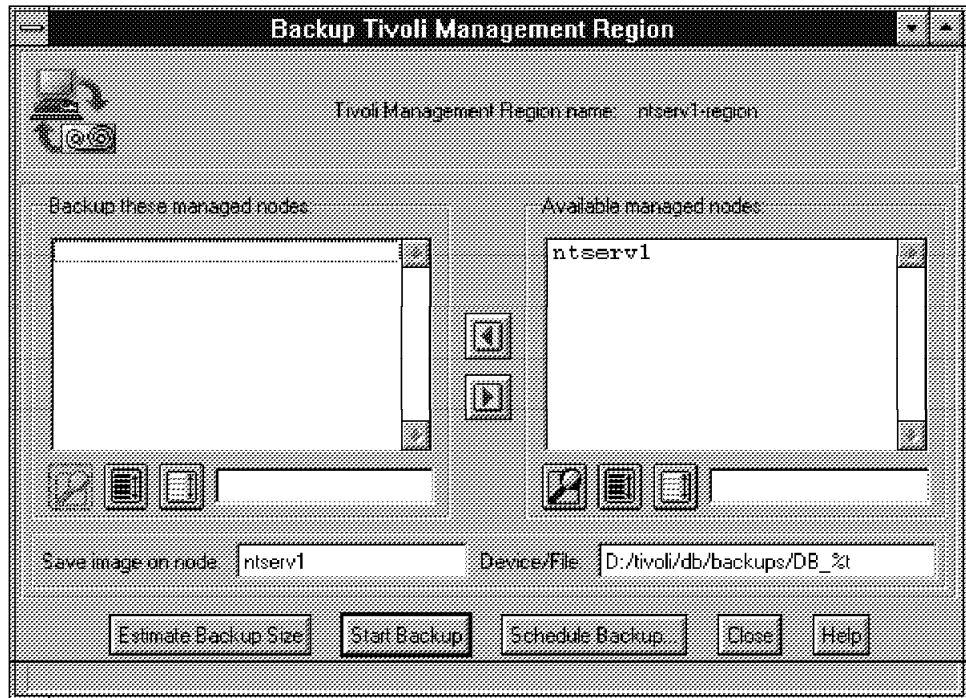 Backup Tivoli Management Region
Tivoli Management Region name: ntserv1-region
Backup these managed nodes:
Available managed nodes:
ntserv1
Save image on node: ntserv1
Device/File: D:/tivoli/db/backups/DB_%t
Estimate Backup Size
Start Backup
Schedule Backup...
Close
Help